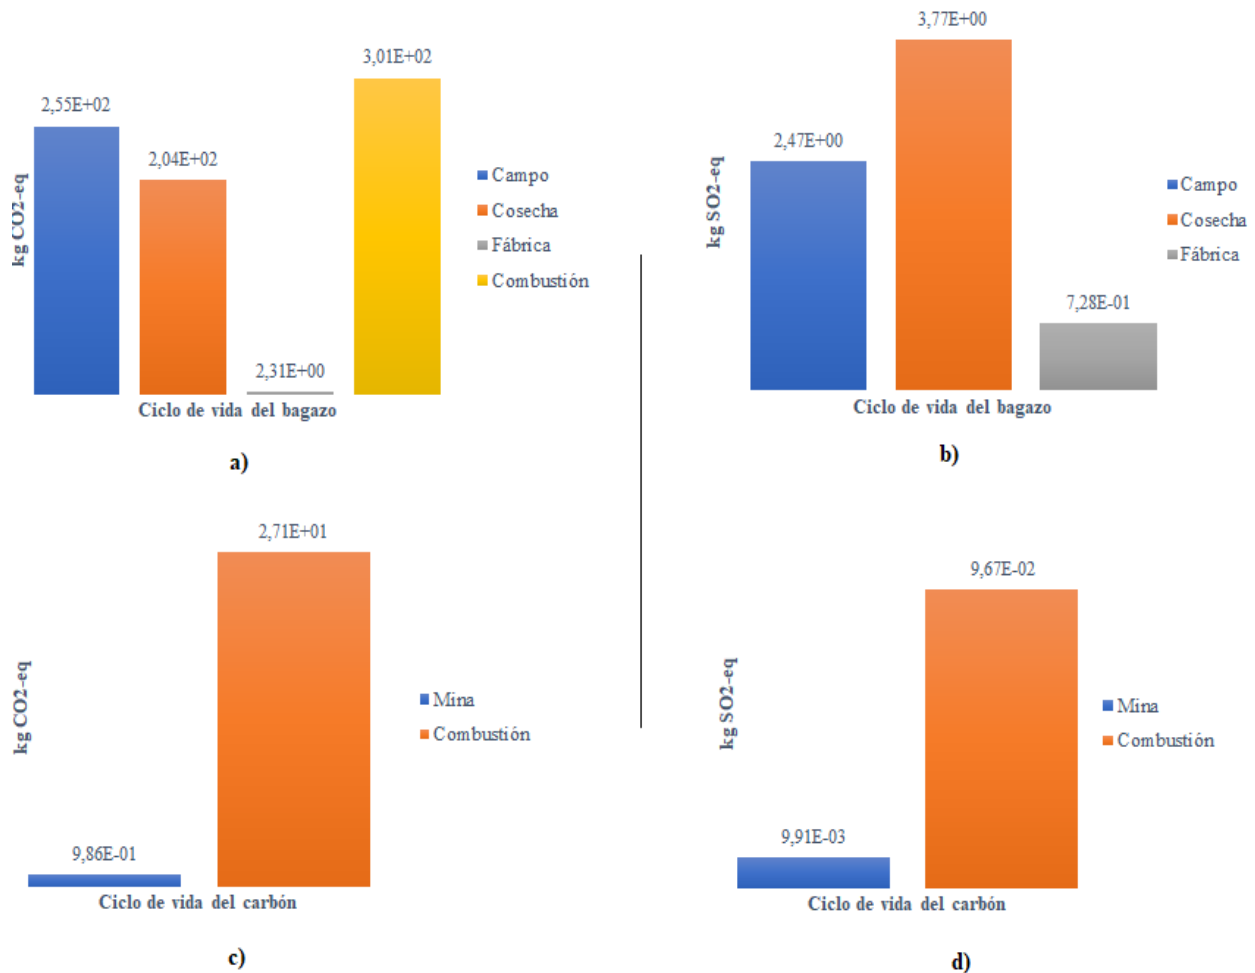 3,01E+02
2,55E+02
2,04E+02
2,31E+00
kg CO2-eq
Campo
Cosecha
Fábrica
Combustión
Ciclo de vida del bagazo
a)
3,77E+00
2,47E+00
7,28E-01
kg SO2-eq
Campo
Cosecha
Fábrica
Ciclo de vida del bagazo
b)
2,71E+01
9,86E-01
kg CO2-eq
Mina
Combustión
Ciclo de vida del carbón
c)
9,67E-02
9,91E-03
kg SO2-eq
Mina
Combustión
Ciclo de vida del carbón
d)